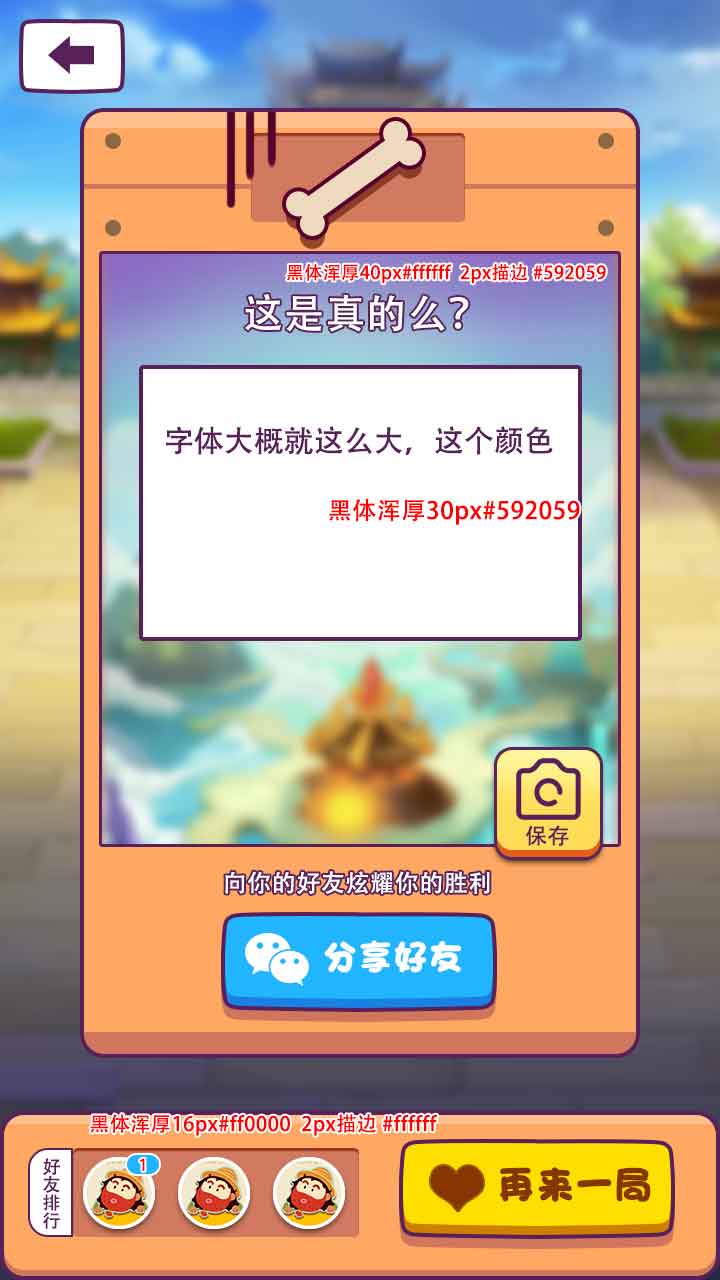 黑体浑厚40px#ffffff 2px描边 #592059
这是真的么？
字体大概就这么大，这个颜色
黑体浑厚30px#592059
保存
向你的好友炫耀你的胜利
分享好友
黑体浑厚16px#ff0000 2px描边 #ffffff
好友排行
1
再来一局